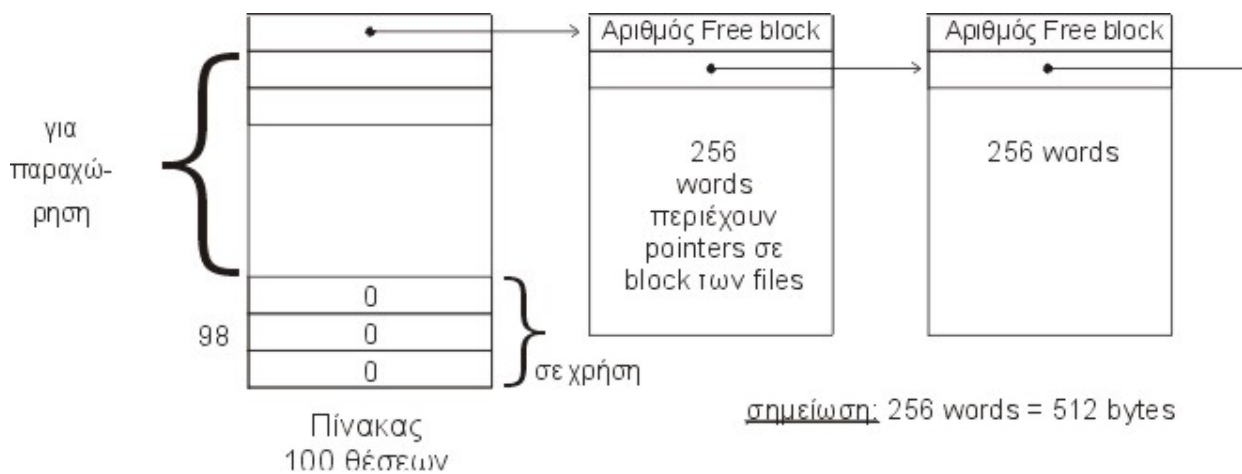 Αριθμός Free block
Αριθμός Free block
για
παραχώ-
ρηση
256
words
περιέχουν
pointers σε
block των files
256 words
0
98
0
0
σε χρήση
Πίνακας
100 θέσεων
σημείωση: 256 words = 512 bytes